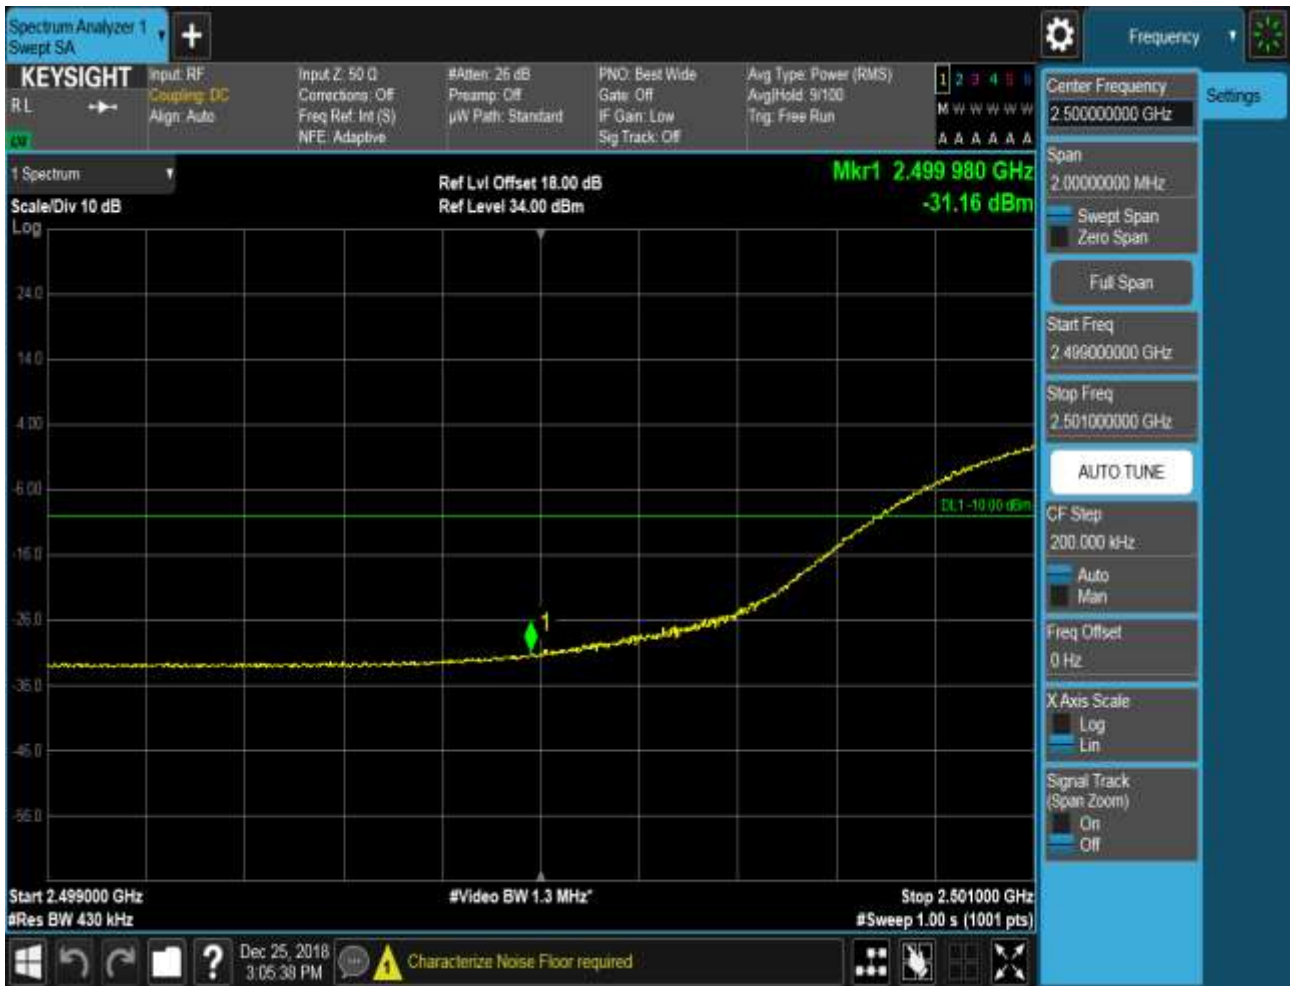 Spectrum Analyzer 1
Swept SA
+
Frequency
KEYSIGHT
RL
Input: RF
Coupling: DC
Align: Auto
Input Z: 50 Ω
Corrections: Off
Freq Ref: Int (S)
NFE: Adaptive
#Atten: 26 dB
Preamp: Off
µW Path: Standard
PNO: Best Wide
Gate: Off
IF Gain: Low
Sig Track: Off
Avg Type: Power (RMS)
Avg|Hold: 9/100
Trig: Free Run
1 2 3 4 5 6
M W W W W W
A A A A A A
1 Spectrum
Scale/Div 10 dB
Log
Ref Lvl Offset 18.00 dB
Ref Level 34.00 dBm
Mkr1 2.499 980 GHz
-31.16 dBm
24.0
14.0
4.00
-6.00
-16.0
-26.0
-36.0
-46.0
-56.0
DL1 -10.00 dBm
1
Start 2.499000 GHz
#Res BW 430 kHz
#Video BW 1.3 MHz*
Stop 2.501000 GHz
#Sweep 1.00 s (1001 pts)
Center Frequency
2.500000000 GHz
Settings
Span
2.00000000 MHz
Swept Span
Zero Span
Full Span
Start Freq
2.499000000 GHz
Stop Freq
2.501000000 GHz
AUTO TUNE
CF Step
200.000 kHz
Auto
Man
Freq Offset
0 Hz
X Axis Scale
Log
Lin
Signal Track
(Span Zoom)
On
Off
?
Dec 25, 2018
3:05:38 PM
1
Characterize Noise Floor required